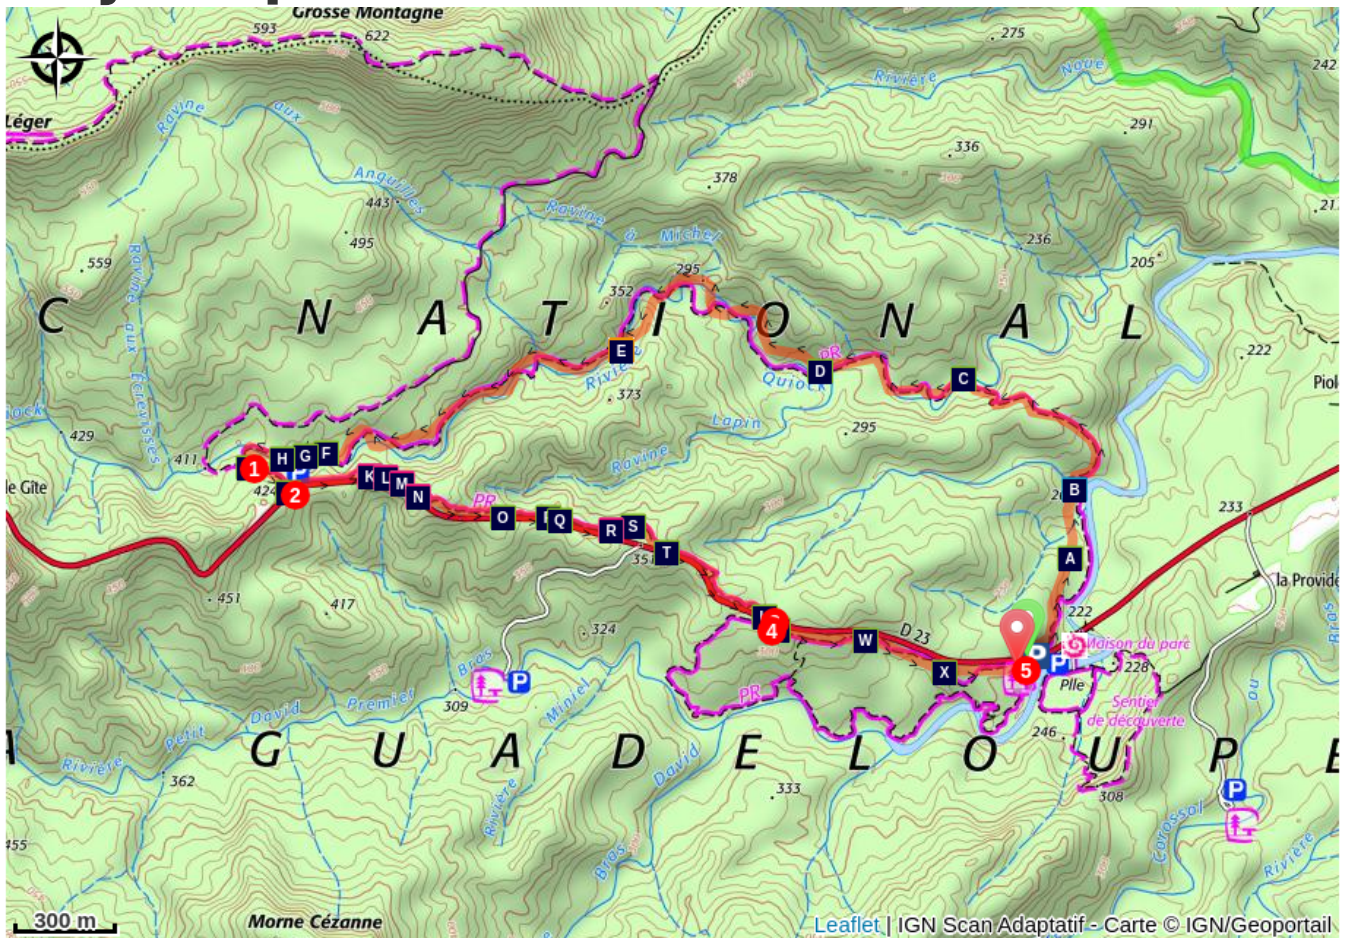 Grosse Montagne
593
622
275
242
Rivière
Noue
Léger
Ravine
aux
Anguilles
291
336
378
443
495
559
Ravine
à Michel
236
205
217
Ravine aux Écrevisses
295
352
C N A T I O N A L
222
PR
E
D
C
Quiock
373
Lapin
Ravine
295
429
411
le Gîte
424
H
G
F
1
2
P
K
L
M
N
PR
O
Q
R
S
T
351
B
A
233
la Provide
451
417
324
222
Maison du parc
4
W
D 23
X
5
P
P
Plle
228
Sentier
de découverte
PR
300
Bras
David
Premier
309
P
Petit
Rivière
Miniel
246
G U A D E L O U P E
362
333
308
P
Rivière
Bras
David
Corossol
Rivière
455
300 m
Morne Cézanne
Leaflet | IGN Scan Adaptatif - Carte © IGN/Geoportail